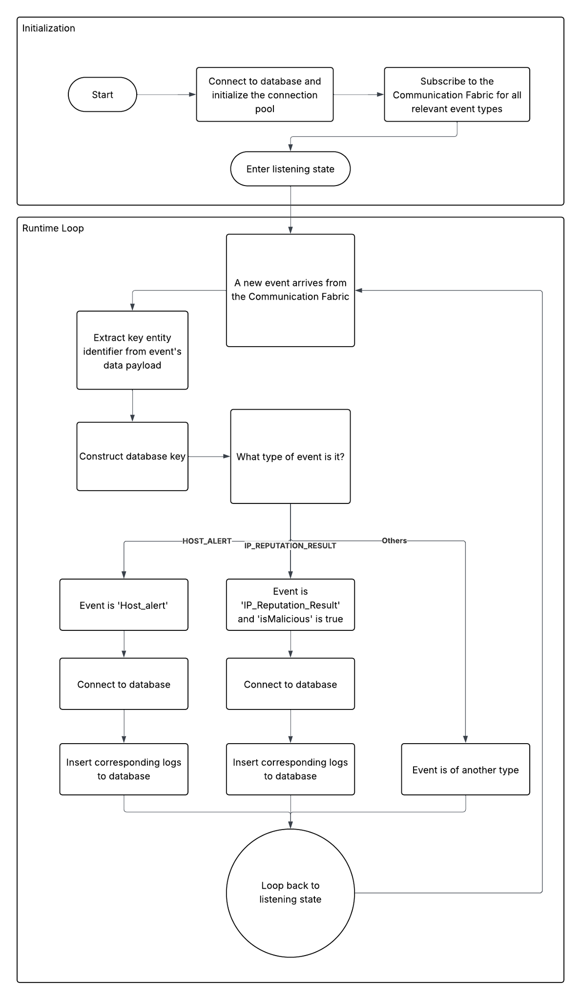 Initialization
Start
Connect to database and
initialize the connection
pool
Subscribe to the
Communication Fabric for all
relevant event types
Enter listening state
Runtime Loop
A new event arrives from
the Communication Fabric
Extract key entity
identifier from event's
data payload
Construct database key
What type of event is it?
HOST_ALERT
IP_REPUTATION_RESULT
Others
Event is 'Host_alert'
Event is
'IP_Reputation_Result'
and 'isMalicious' is true
Connect to database
Connect to database
Insert corresponding logs
to database
Insert corresponding logs
to database
Event is of another type
Loop back to
listening state